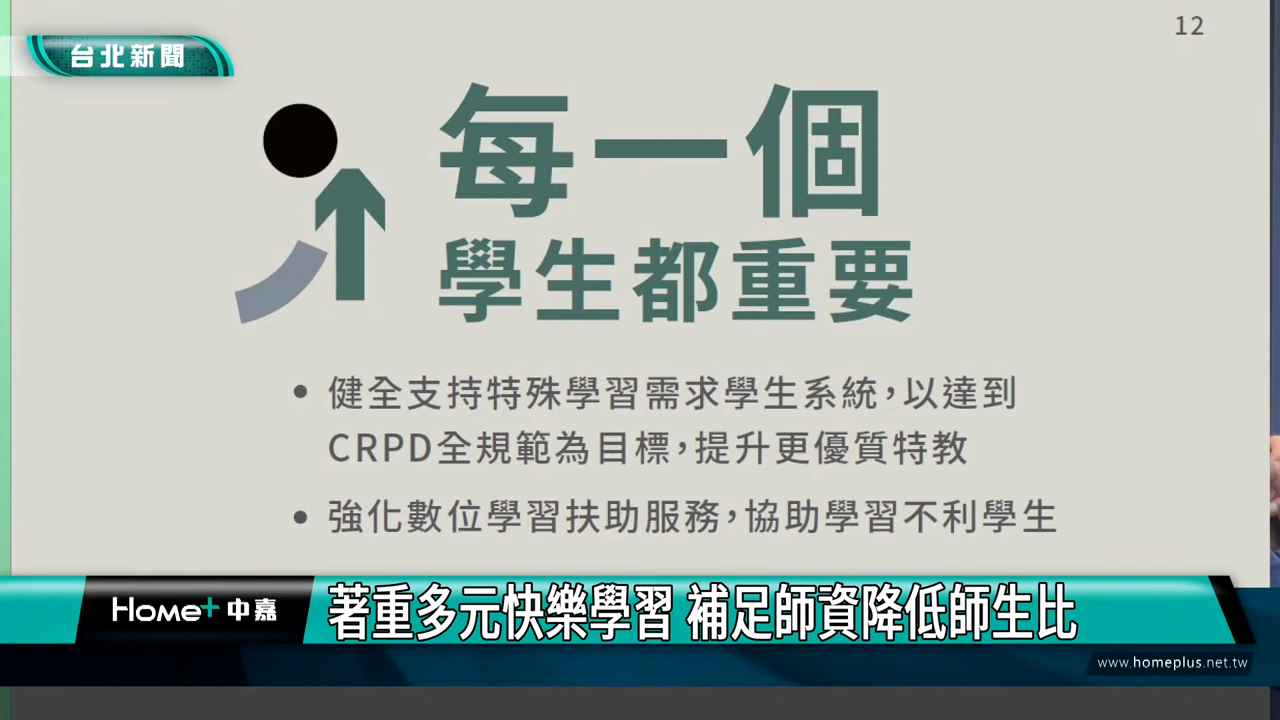 12
台北新聞
每一個
學生都重要
• 健全支持特殊學習需求學生系統,以達到
CRPD全規範為目標,提升更優質特教
• 強化數位學習扶助服務,協助學習不利學生
Home+中嘉
著重多元快樂學習 補足師資降低師生比
www.homeplus.net.tw